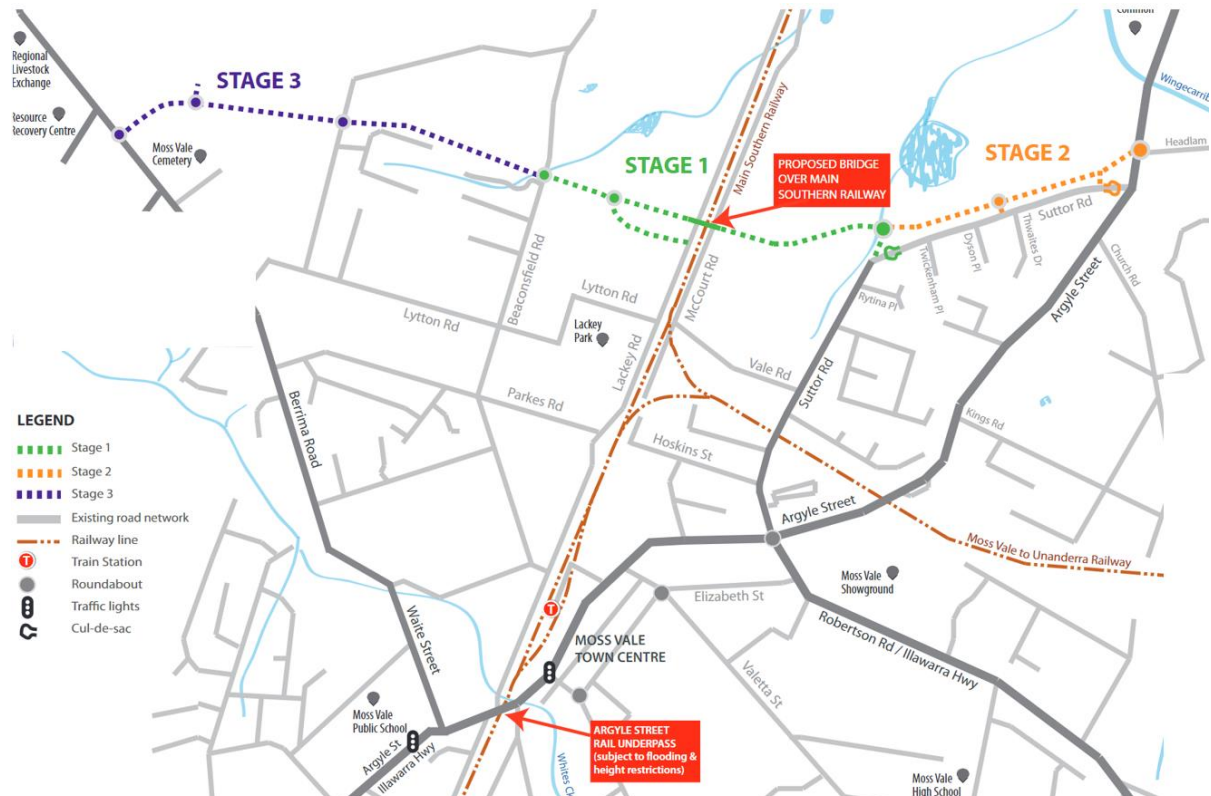 Common
Regional
Livestock
Exchange
Resource
Recovery Centre
Moss Vale
Cemetery
STAGE 3
STAGE 1
STAGE 2
Main Southern Railway
PROPOSED BRIDGE
OVER MAIN
SOUTHERN RAILWAY
Headlam
Suttor Rd
Thwaites Dr
Dyson Pl
Twickenham Pl
Rytina Pl
Church Rd
Argyle Street
Beaconsfield Rd
Lytton Rd
Lytton Rd
Lackey
Park
Lackey Rd
McCourt Rd
Vale Rd
Suttor Rd
Parkes Rd
Hoskins St
Kings Rd
Berrima Road
LEGEND
Stage 1
Stage 2
Stage 3
Existing road network
Railway line
T
Train Station
Roundabout
Traffic lights
Cul-de-sac
Argyle Street
Moss Vale to Unanderra Railway
Moss Vale
Showground
Elizabeth St
T
MOSS VALE
TOWN CENTRE
Waite Street
Robertson Rd / Illawarra Hwy
Valetta St
Moss Vale
Public School
Argyle St
Illawarra Hwy
ARGYLE STREET
RAIL UNDERPASS
(subject to flooding &
height restrictions)
Whites
Moss Vale
High School